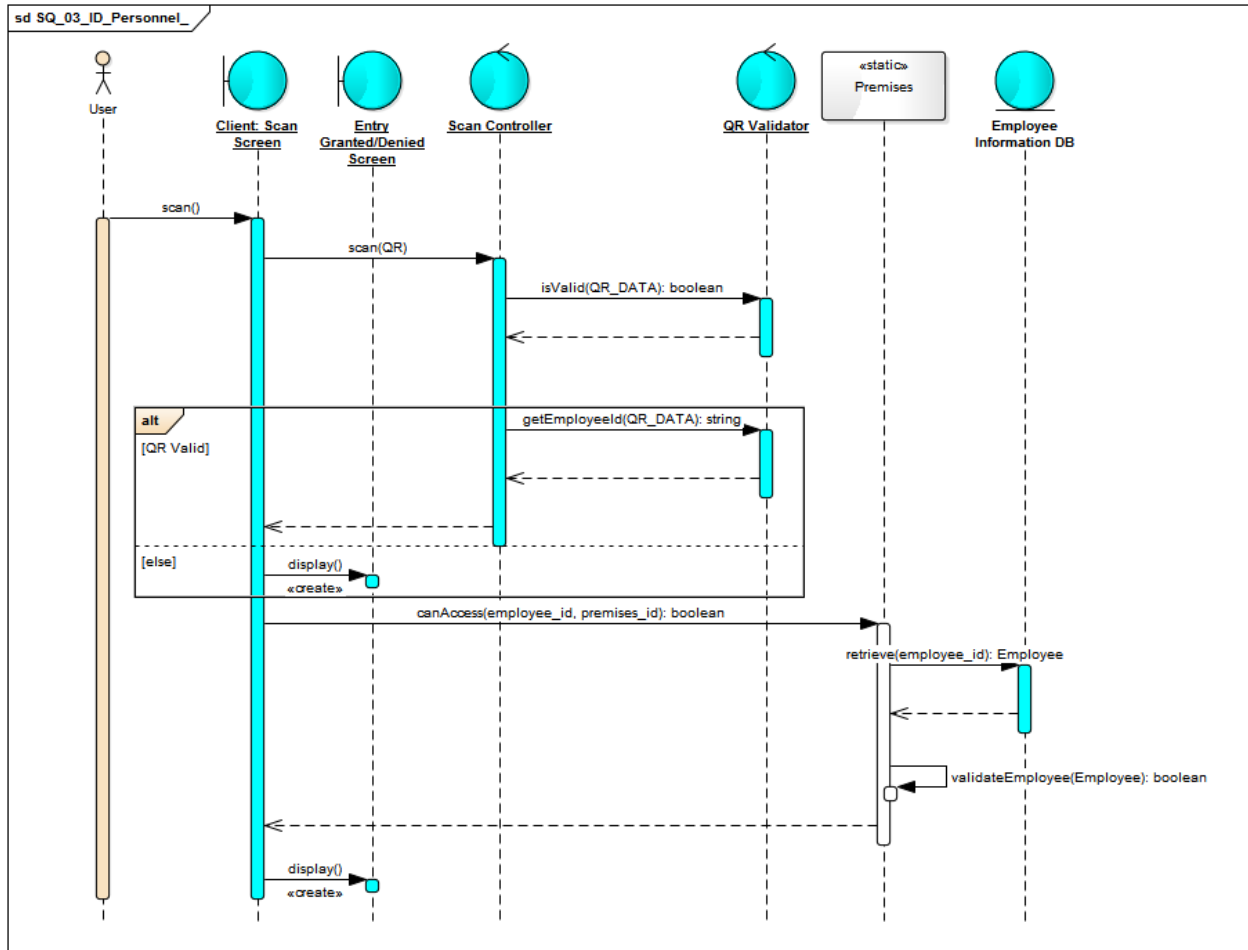 sd SQ_03_ID_Personnel_
User
Client: Scan
Screen
Entry
Granted/Denied
Screen
Scan Controller
QR Validator
«static»
Premises
Employee
Information DB
scan()
scan(QR)
isValid(QR_DATA): boolean
alt
[QR Valid]
getEmployeeId(QR_DATA): string
[else]
display()
«create»
canAccess(employee_id, premises_id): boolean
retrieve(employee_id): Employee
validateEmployee(Employee): boolean
display()
«create»